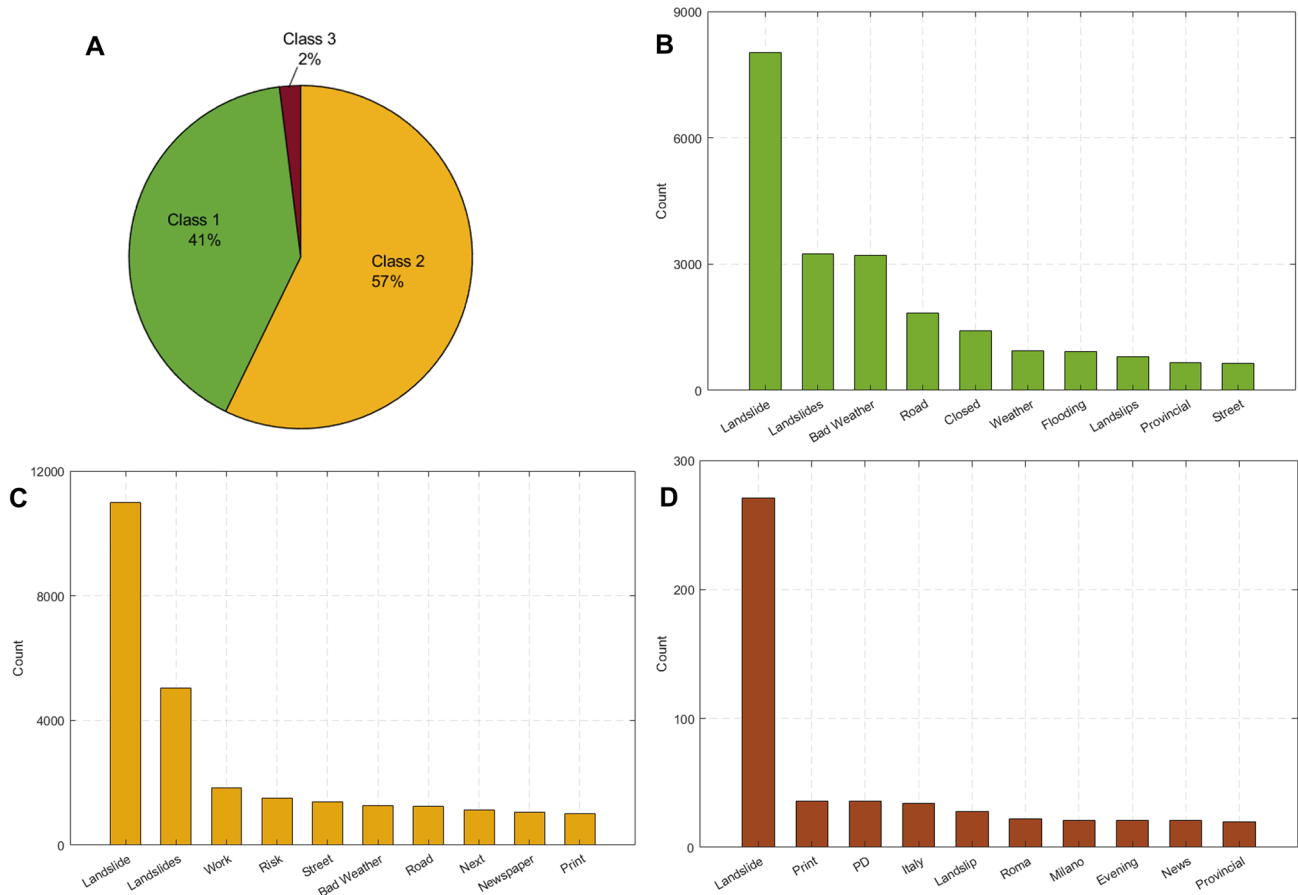 A
Class 3
2%
Class 1
41%
Class 2
57%
B
9000
6000
3000
0
Count
Landslide
Landslides
Bad Weather
Road
Closed
Weather
Flooding
Landslips
Provincial
Street
C
12000
8000
4000
0
Count
Landslide
Landslides
Work
Risk
Street
Bad Weather
Road
Next
Newspaper
Print
D
300
200
100
0
Count
Landslide
Print
PD
Italy
Landslip
Roma
Milano
Evening
News
Provincial